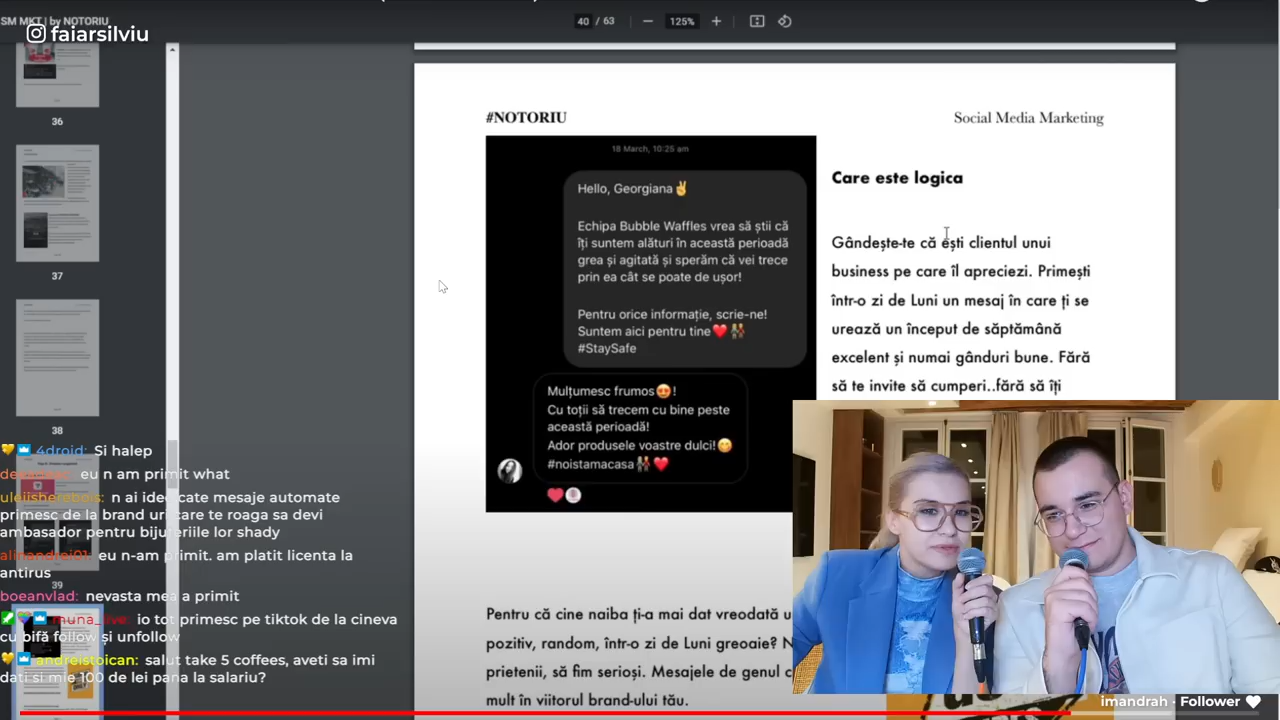 SM MKT | by NOTORIU
faiarsilviu
40 / 63
125%
36
37
38
39
#NOTORIU
Social Media Marketing
18 March, 10:25 am
Hello, Georgiana✌
Echipa Bubble Waffles vrea să știi că
îți suntem alături în această perioadă
grea și agitată și sperăm că vei trece
prin ea cât se poate de ușor!
Pentru orice informație, scrie-ne!
Suntem aici pentru tine❤️
#StaySafe
Mulțumesc frumos😍!
Cu toții să trecem cu bine peste
această perioadă!
Ador produsele voastre dulci!😋
#noistamacasa❤️
Care este logica
Gândește-te că ești clientul unui
business pe care îl apreciezi. Primești
într-o zi de Luni un mesaj în care ți se
urează un început de săptămână
excelent și numai gânduri bune. Fără
să te invite să cumperi..fără să îți
Pentru că cine naiba ți-a mai dat vreodată u
pozitiv, random, într-o zi de Luni greoaie? N
prietenii, să fim serioși. Mesajele de genul c
mult în viitorul brand-ului tău.
4droid: Si halep
eu n am primit what
uleiisherebois: n ai idee cate mesaje automate
primesc de la brand uri care te roaga sa devi
ambasador pentru bijuteriile lor shady
eu n-am primit. am platit licenta la
antirus
boeanvlad: nevasta mea a primit
muna_live: io tot primesc pe tiktok de la cineva
cu bifă follow și unfollow
andreistoican: salut take 5 coffees, aveti sa imi
dati si mie 100 de lei pana la salariu?
imandrah · Follower